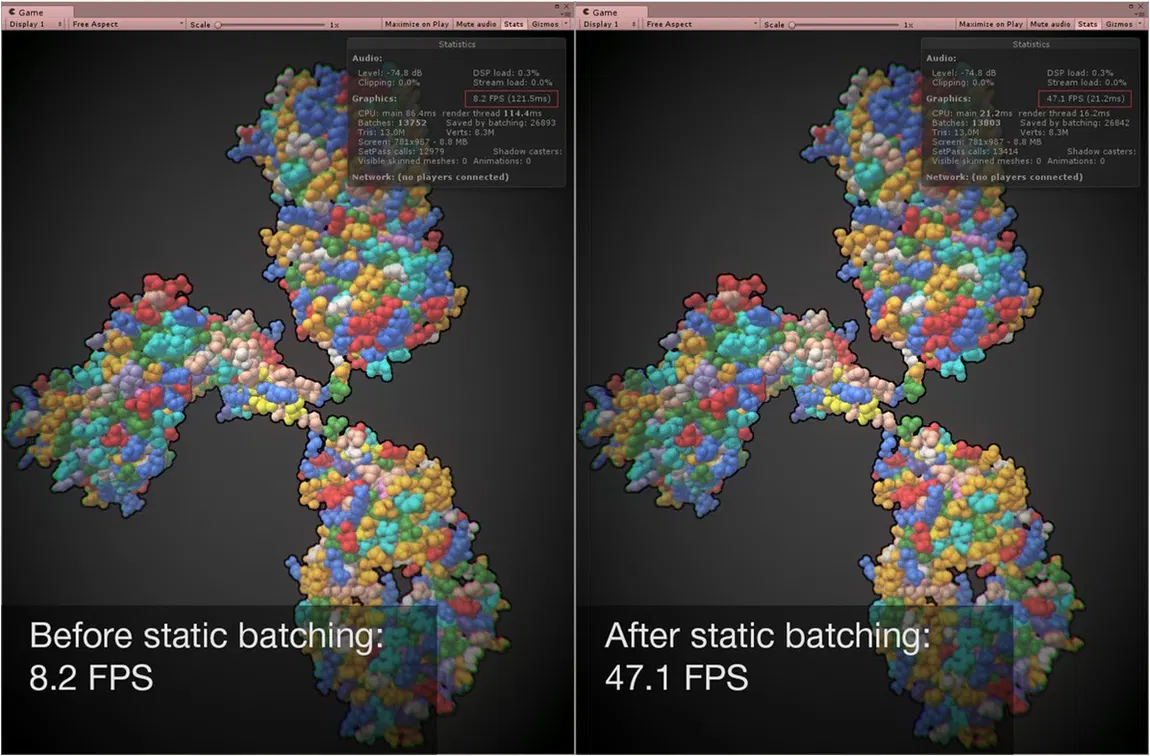 Game
Display 1 Free Aspect Scale 1x Maximize on Play Mute audio Stats Gizmos
Statistics
Audio:
Level: -74.8 dB DSP load: 0.3%
Clipping: 0.0% Stream load: 0.0%
Graphics: 8.2 FPS (121.5ms)
CPU: main 86.4ms render thread 114.4ms
Batches: 13752 Saved by batching: 26893
Tris: 13.0M Verts: 8.3M
Screen: 781x987 - 8.8 MB
SetPass calls: 12979 Shadow casters:
Visible skinned meshes: 0 Animations: 0
Network: (no players connected)
Before static batching:
8.2 FPS
Game
Display 1 Free Aspect Scale 1x Maximize on Play Mute audio Stats Gizmos
Statistics
Audio:
Level: -74.8 dB DSP load: 0.3%
Clipping: 0.0% Stream load: 0.0%
Graphics: 47.1 FPS (21.2ms)
CPU: main 21.2ms render thread 16.2ms
Batches: 13803 Saved by batching: 26842
Tris: 13.0M Verts: 8.3M
Screen: 781x987 - 8.8 MB
SetPass calls: 13414 Shadow casters:
Visible skinned meshes: 0 Animations: 0
Network: (no players connected)
After static batching:
47.1 FPS